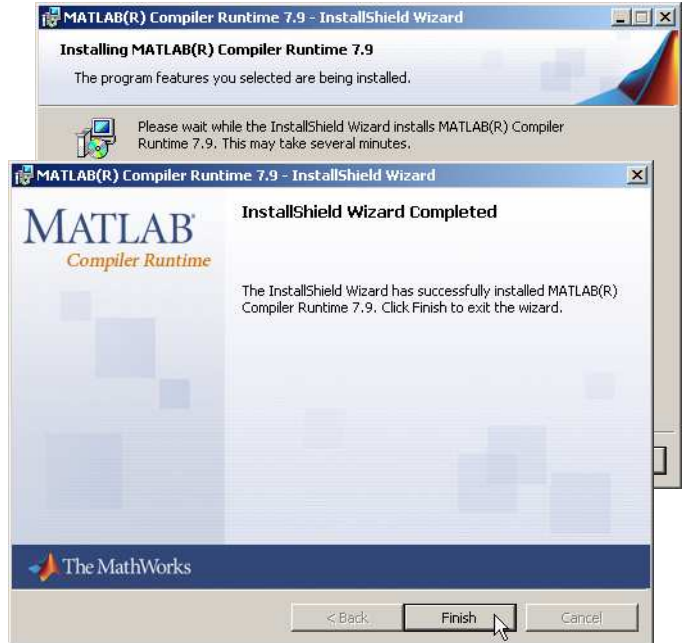 MATLAB(R) Compiler Runtime 7.9 - InstallShield Wizard
Installing MATLAB(R) Compiler Runtime 7.9
The program features you selected are being installed.
Please wait while the InstallShield Wizard installs MATLAB(R) Compiler
Runtime 7.9. This may take several minutes.
MATLAB(R) Compiler Runtime 7.9 - InstallShield Wizard
MATLAB®
Compiler Runtime
InstallShield Wizard Completed
The InstallShield Wizard has successfully installed MATLAB(R)
Compiler Runtime 7.9. Click Finish to exit the wizard.
The MathWorks
< Back
Finish
Cancel